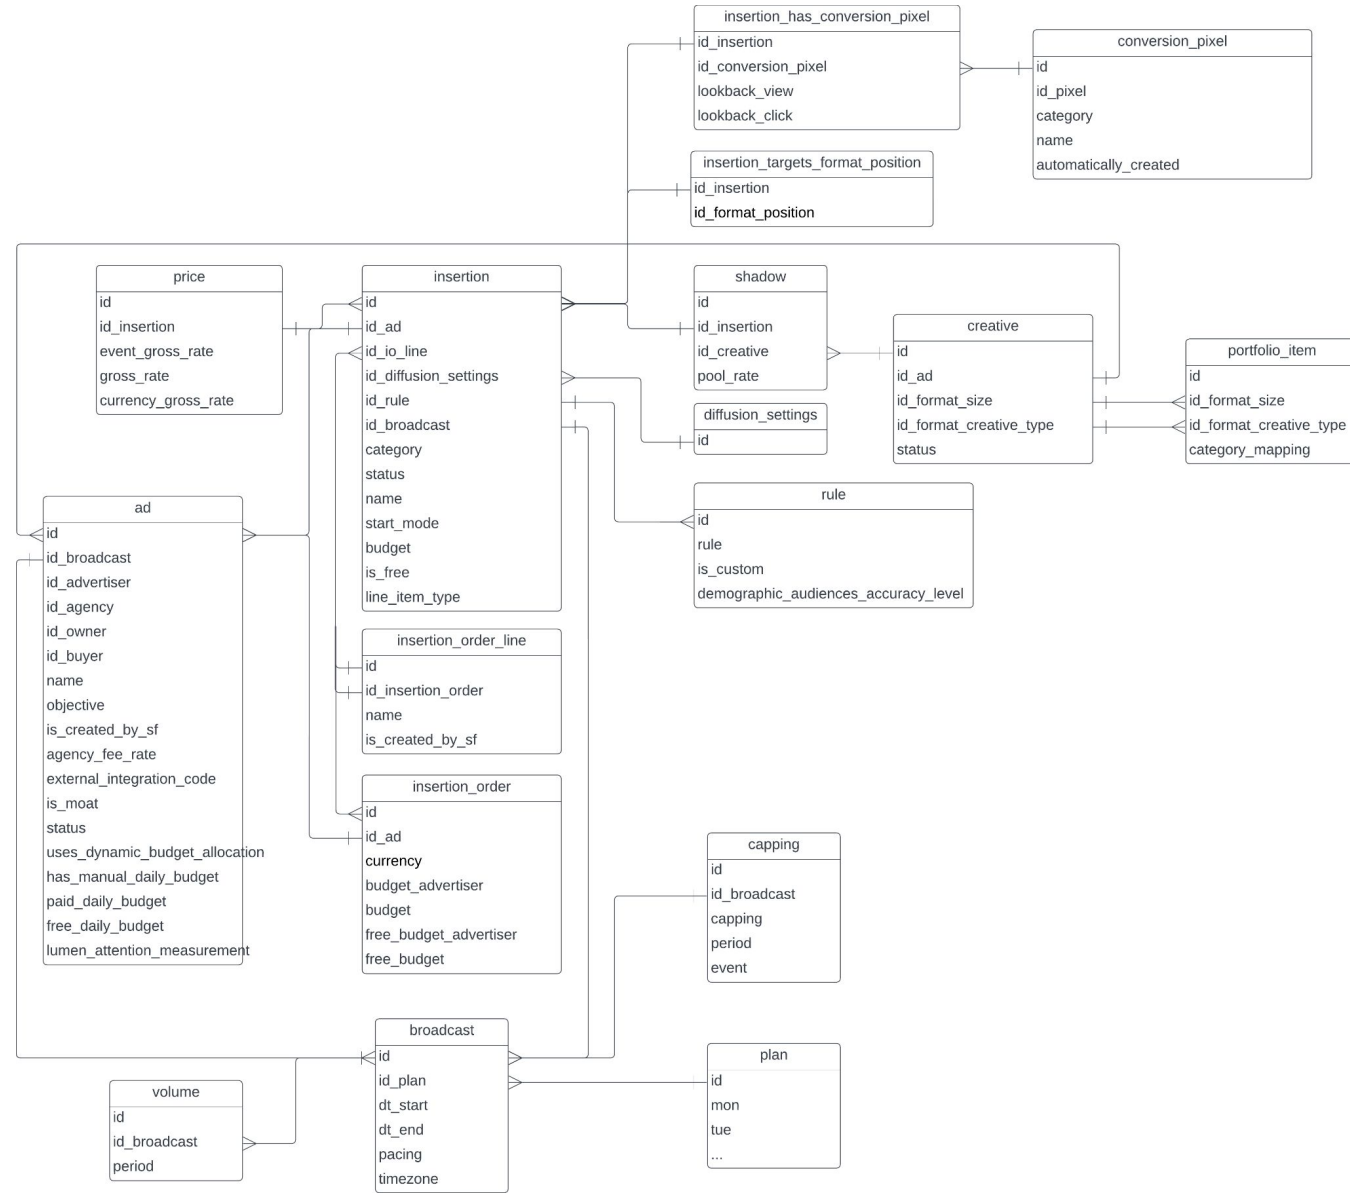 insertion_has_conversion_pixel
id_insertion
id_conversion_pixel
lookback_view
lookback_click
conversion_pixel
id
id_pixel
category
name
automatically_created
insertion_targets_format_position
id_insertion
id_format_position
price
id
id_insertion
event_gross_rate
gross_rate
currency_gross_rate
insertion
id
id_ad
id_io_line
id_diffusion_settings
id_rule
id_broadcast
category
status
name
start_mode
budget
is_free
line_item_type
shadow
id
id_insertion
id_creative
pool_rate
creative
id
id_ad
id_format_size
id_format_creative_type
status
portfolio_item
id
id_format_size
id_format_creative_type
category_mapping
diffusion_settings
id
rule
id
rule
is_custom
demographic_audiences_accuracy_level
ad
id
id_broadcast
id_advertiser
id_agency
id_owner
id_buyer
name
objective
is_created_by_sf
agency_fee_rate
external_integration_code
is_moat
status
uses_dynamic_budget_allocation
has_manual_daily_budget
paid_daily_budget
free_daily_budget
lumen_attention_measurement
insertion_order_line
id
id_insertion_order
name
is_created_by_sf
insertion_order
id
id_ad
currency
budget_advertiser
budget
free_budget_advertiser
free_budget
capping
id
id_broadcast
capping
period
event
broadcast
id
id_plan
dt_start
dt_end
pacing
timezone
plan
id
mon
tue
...
volume
id
id_broadcast
period